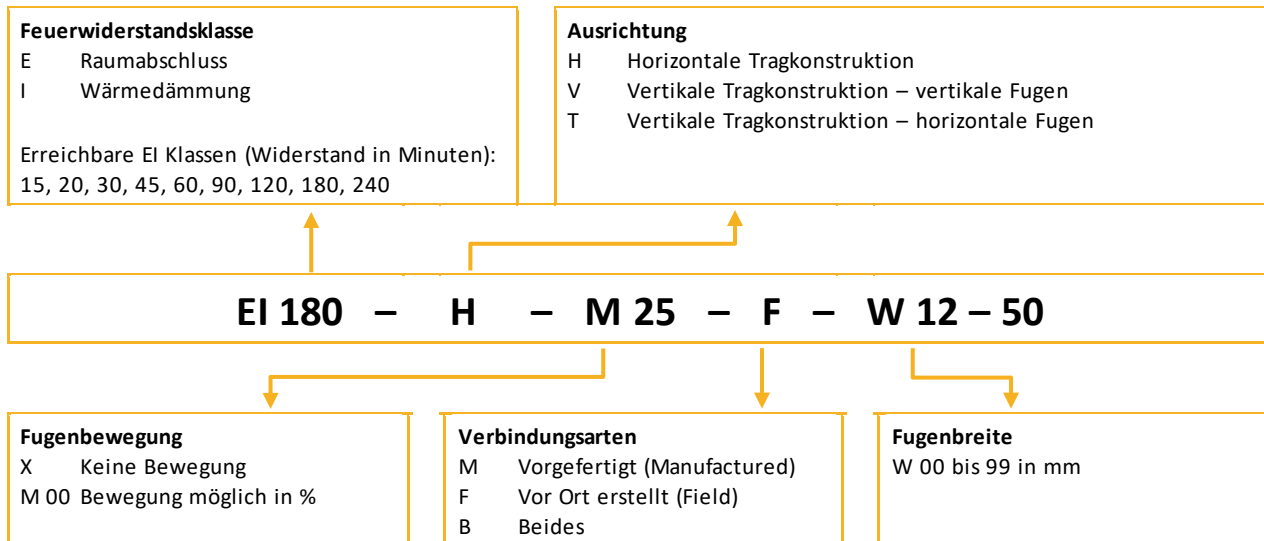 Feuerwiderstandsklasse
E Raumabschluss
I Wärmedämmung
Erreichbare EI Klassen (Widerstand in Minuten):
15, 20, 30, 45, 60, 90, 120, 180, 240
Ausrichtung
H Horizontale Tragkonstruktion
V Vertikale Tragkonstruktion – vertikale Fugen
T Vertikale Tragkonstruktion – horizontale Fugen
EI 180 – H – M 25 – F – W 12 – 50
Fugenbewegung
X Keine Bewegung
M 00 Bewegung möglich in %
Verbindungsarten
M Vorgefertigt (Manufactured)
F Vor Ort erstellt (Field)
B Beides
Fugenbreite
W 00 bis 99 in mm